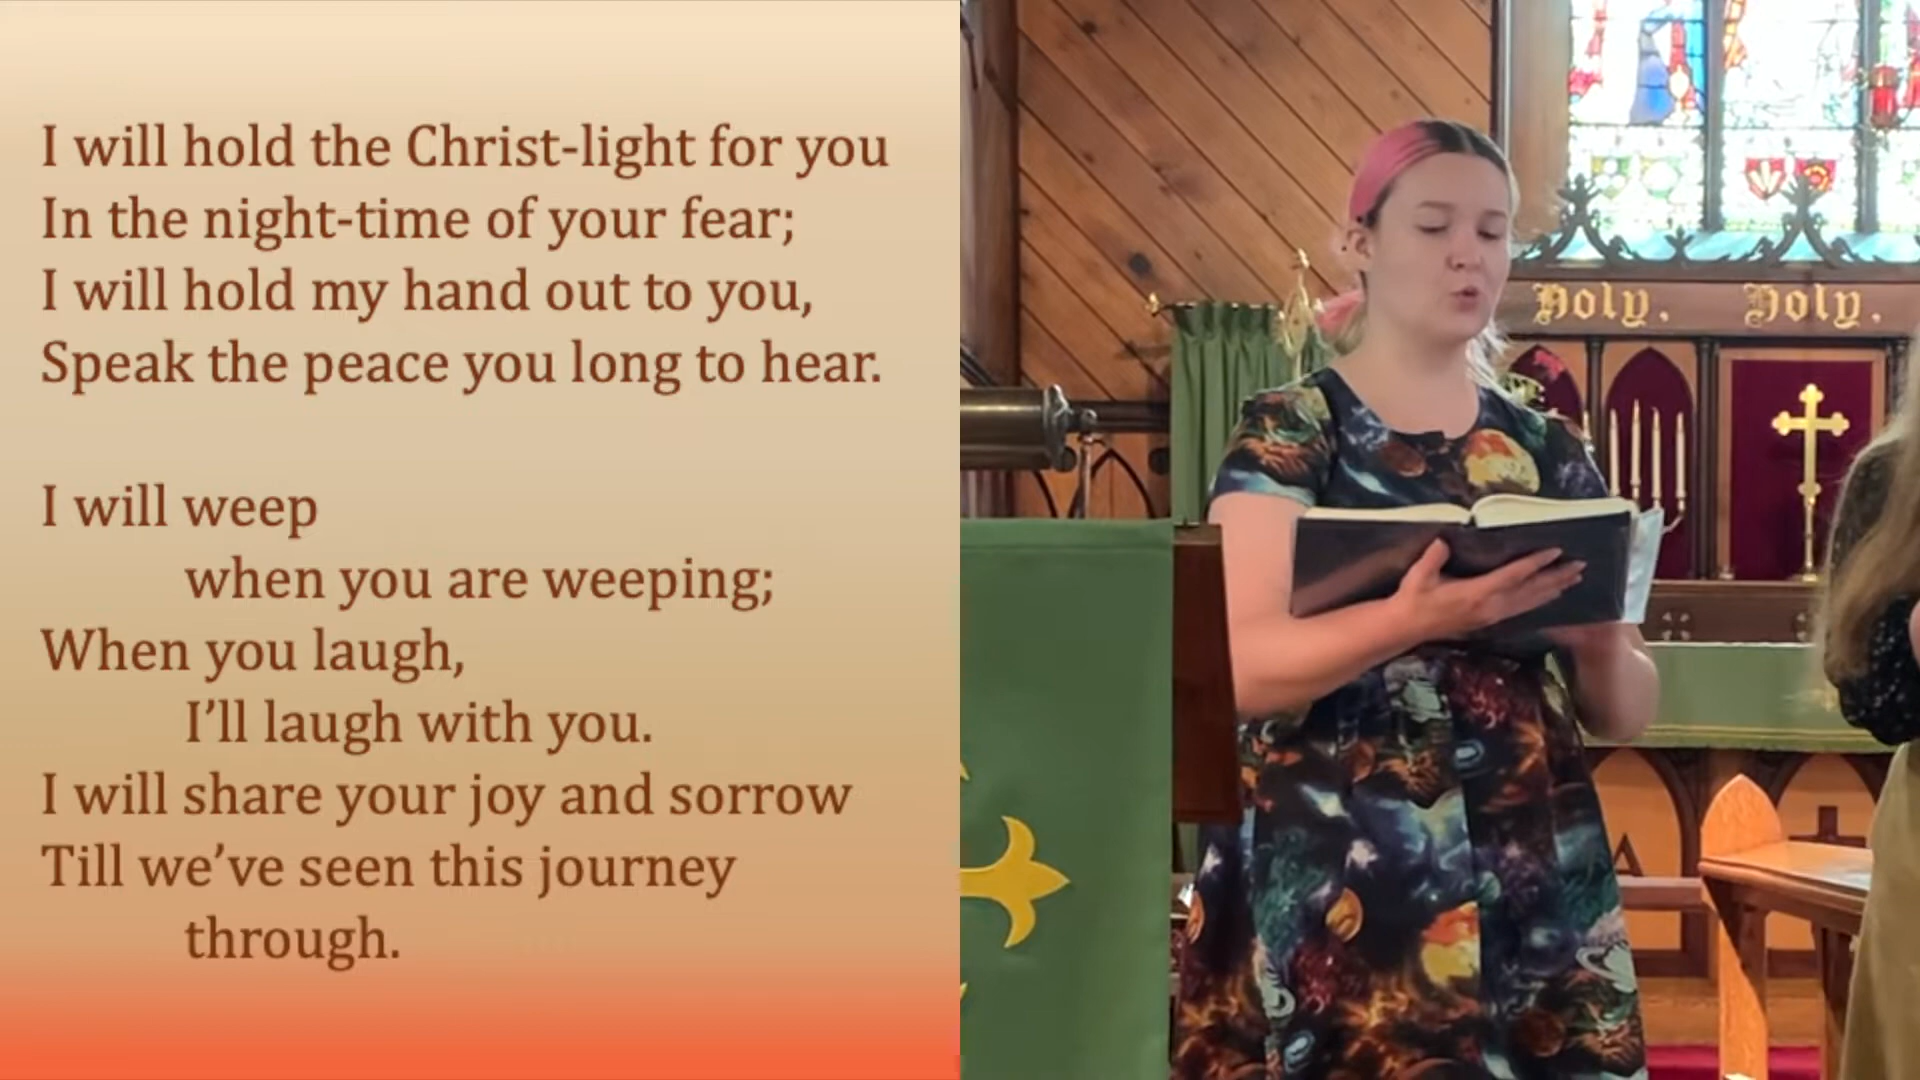 I will hold the Christ-light for you
In the night-time of your fear;
I will hold my hand out to you,
Speak the peace you long to hear.
I will weep
when you are weeping;
When you laugh,
I’ll laugh with you.
I will share your joy and sorrow
Till we’ve seen this journey
through.
Holy, Holy,